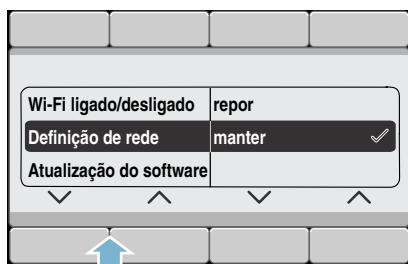 Wi-Fi ligado/desligado repor
Definição de rede manter
Atualização do software